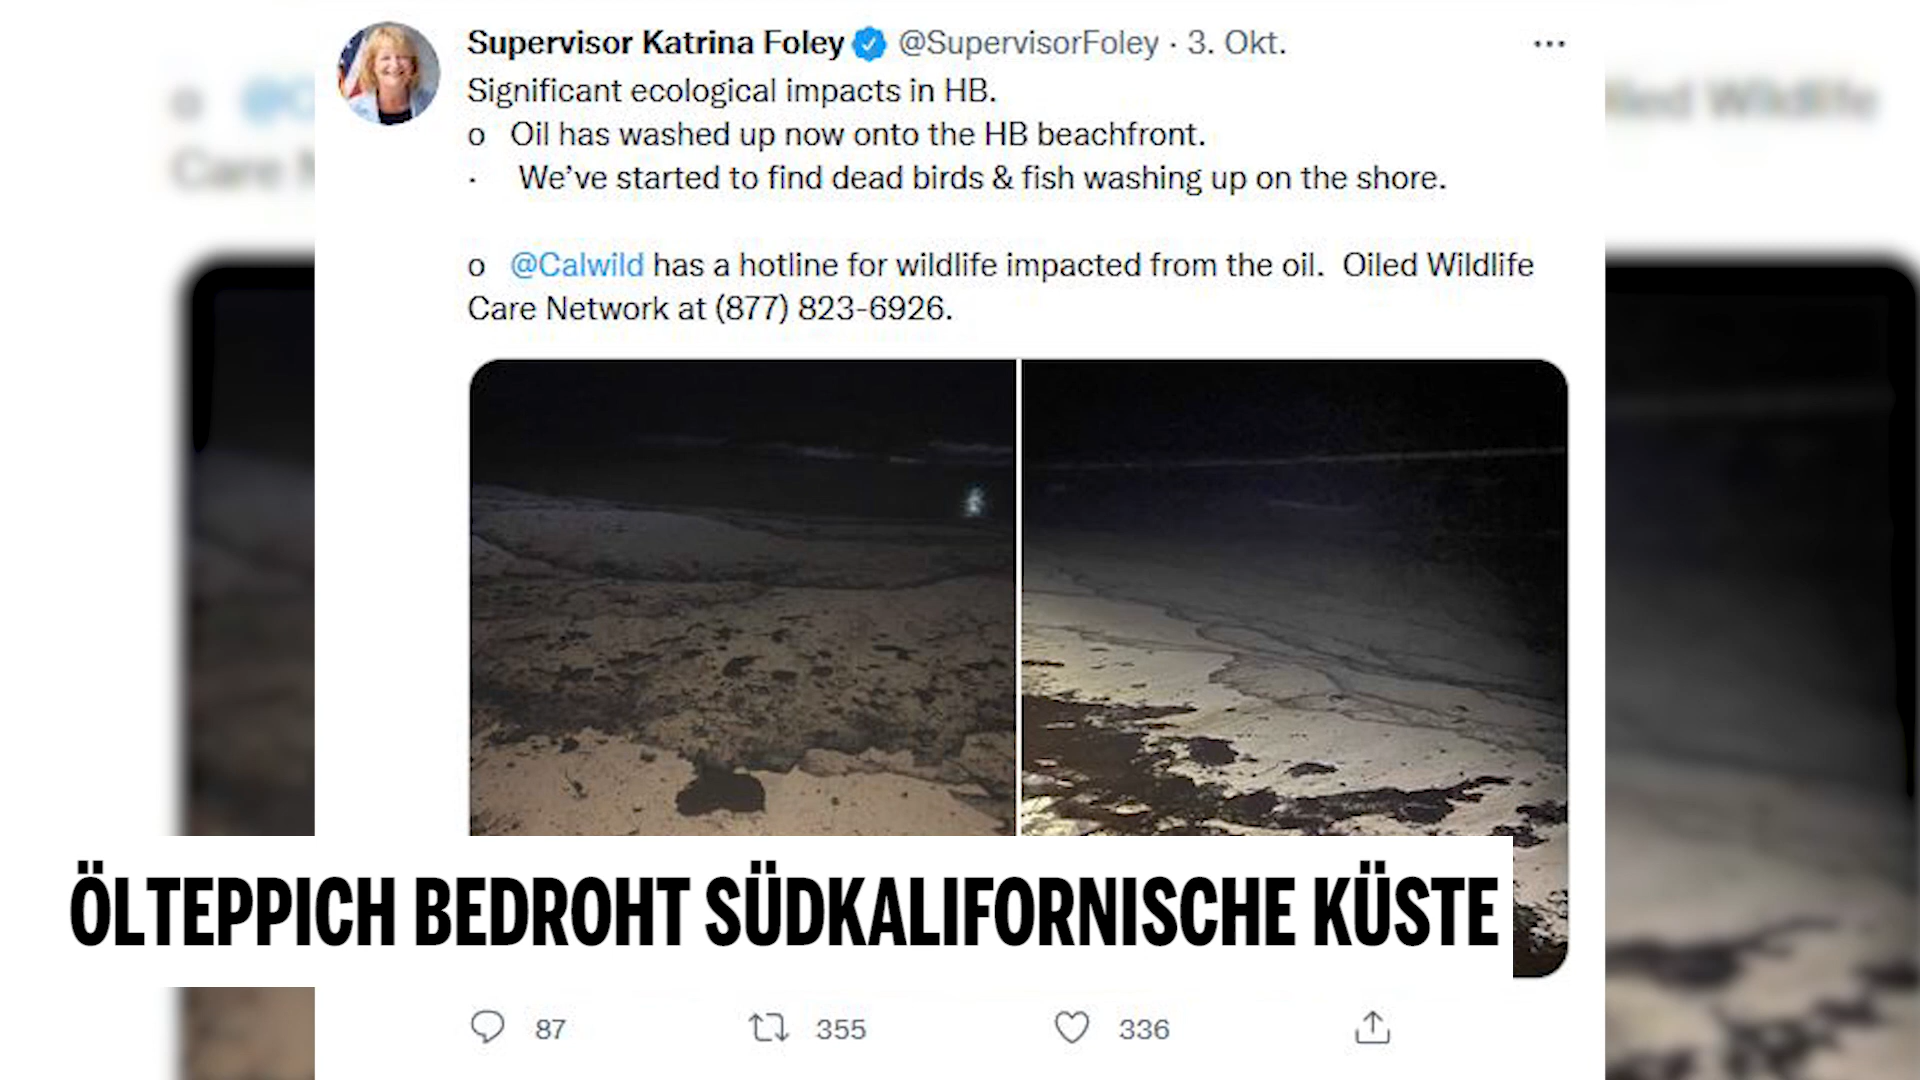 Supervisor Katrina Foley @SupervisorFoley · 3. Okt.
Significant ecological impacts in HB.
o Oil has washed up now onto the HB beachfront.
· We’ve started to find dead birds & fish washing up on the shore.
o @Calwild has a hotline for wildlife impacted from the oil. Oiled Wildlife
Care Network at (877) 823-6926.
ÖLTEPPICH BEDROHT SÜDKALIFORNISCHE KÜSTE
87 355 336